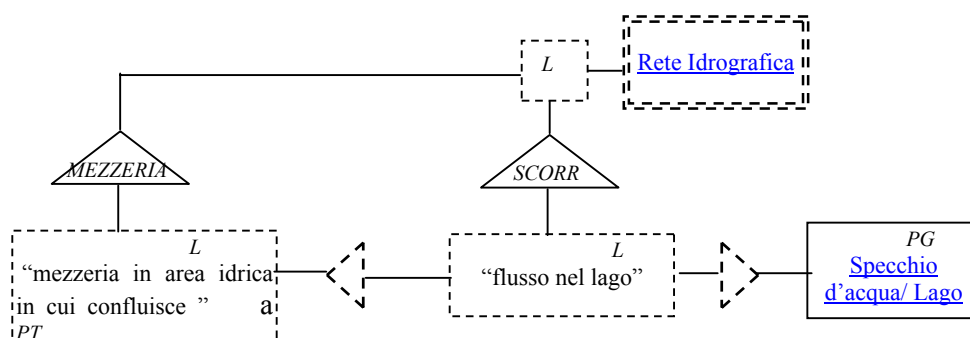 L
Rete Idrografica
MEZZERIA
SCORR
L
“mezzeria in area idrica
in cui confluisce ” a
PT
L
“flusso nel lago”
PG
Specchio
d’acqua/ Lago